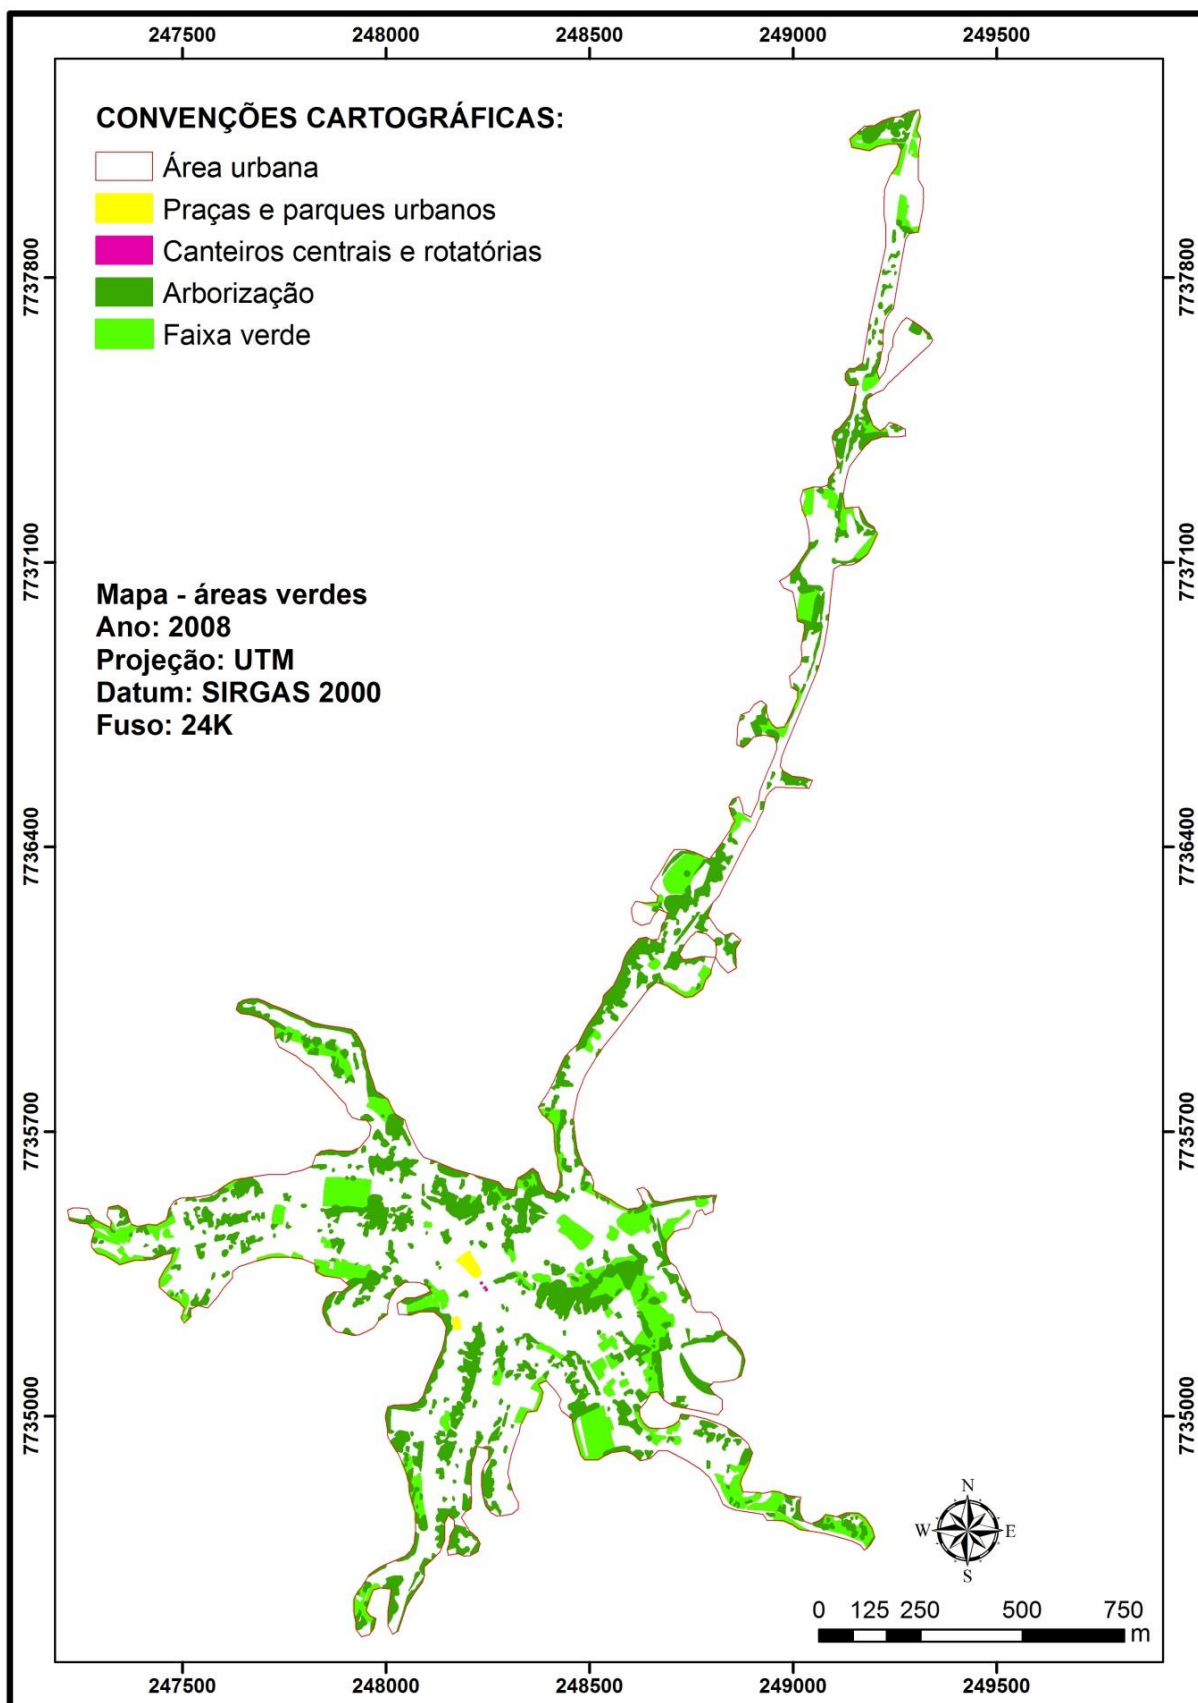 247500 248000 248500 249000 249500
CONVENÇÕES CARTOGRÁFICAS:
Área urbana
Praças e parques urbanos
Canteiros centrais e rotatórias
Arborização
Faixa verde
7737800 7737800
7737100 7737100
Mapa - áreas verdes
Ano: 2008
Projeção: UTM
Datum: SIRGAS 2000
Fuso: 24K
7736400 7736400
7735700 7735700
7735000 7735000
N
W E
S
0 125 250 500 750
m
247500 248000 248500 249000 249500